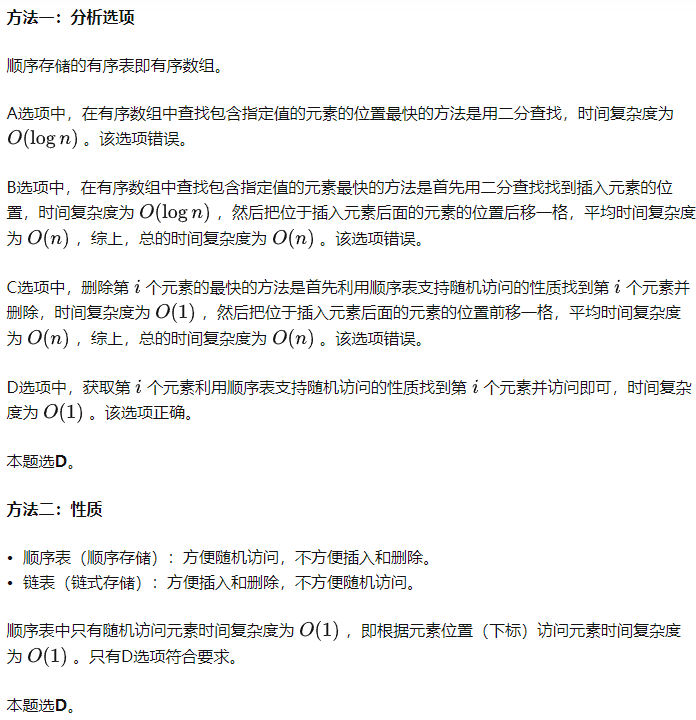 方法一：分析选项
顺序存储的有序表即有序数组。
A选项中，在有序数组中查找包含指定值的元素的位置最快的方法是用二分查找，时间复杂度为
O(log n) 。该选项错误。
B选项中，在有序数组中查找包含指定值的元素最快的方法是首先用二分查找找到插入元素的位
置，时间复杂度为 O(log n) ，然后把位于插入元素后面的元素的位置后移一格，平均时间复杂度
为 O(n) ，综上，总的时间复杂度为 O(n) 。该选项错误。
C选项中，删除第 i 个元素的最快的方法是首先利用顺序表支持随机访问的性质找到第 i 个元素并
删除，时间复杂度为 O(1) ，然后把位于插入元素后面的元素的位置前移一格，平均时间复杂度
为 O(n) ，综上，总的时间复杂度为 O(n) 。该选项错误。
D选项中，获取第 i 个元素利用顺序表支持随机访问的性质找到第 i 个元素并访问即可，时间复杂
度为 O(1) 。该选项正确。
本题选D。
方法二：性质
• 顺序表（顺序存储）：方便随机访问，不方便插入和删除。
• 链表（链式存储）：方便插入和删除，不方便随机访问。
顺序表中只有随机访问元素时间复杂度为 O(1) ，即根据元素位置（下标）访问元素时间复杂度
为 O(1) 。只有D选项符合要求。
本题选D。